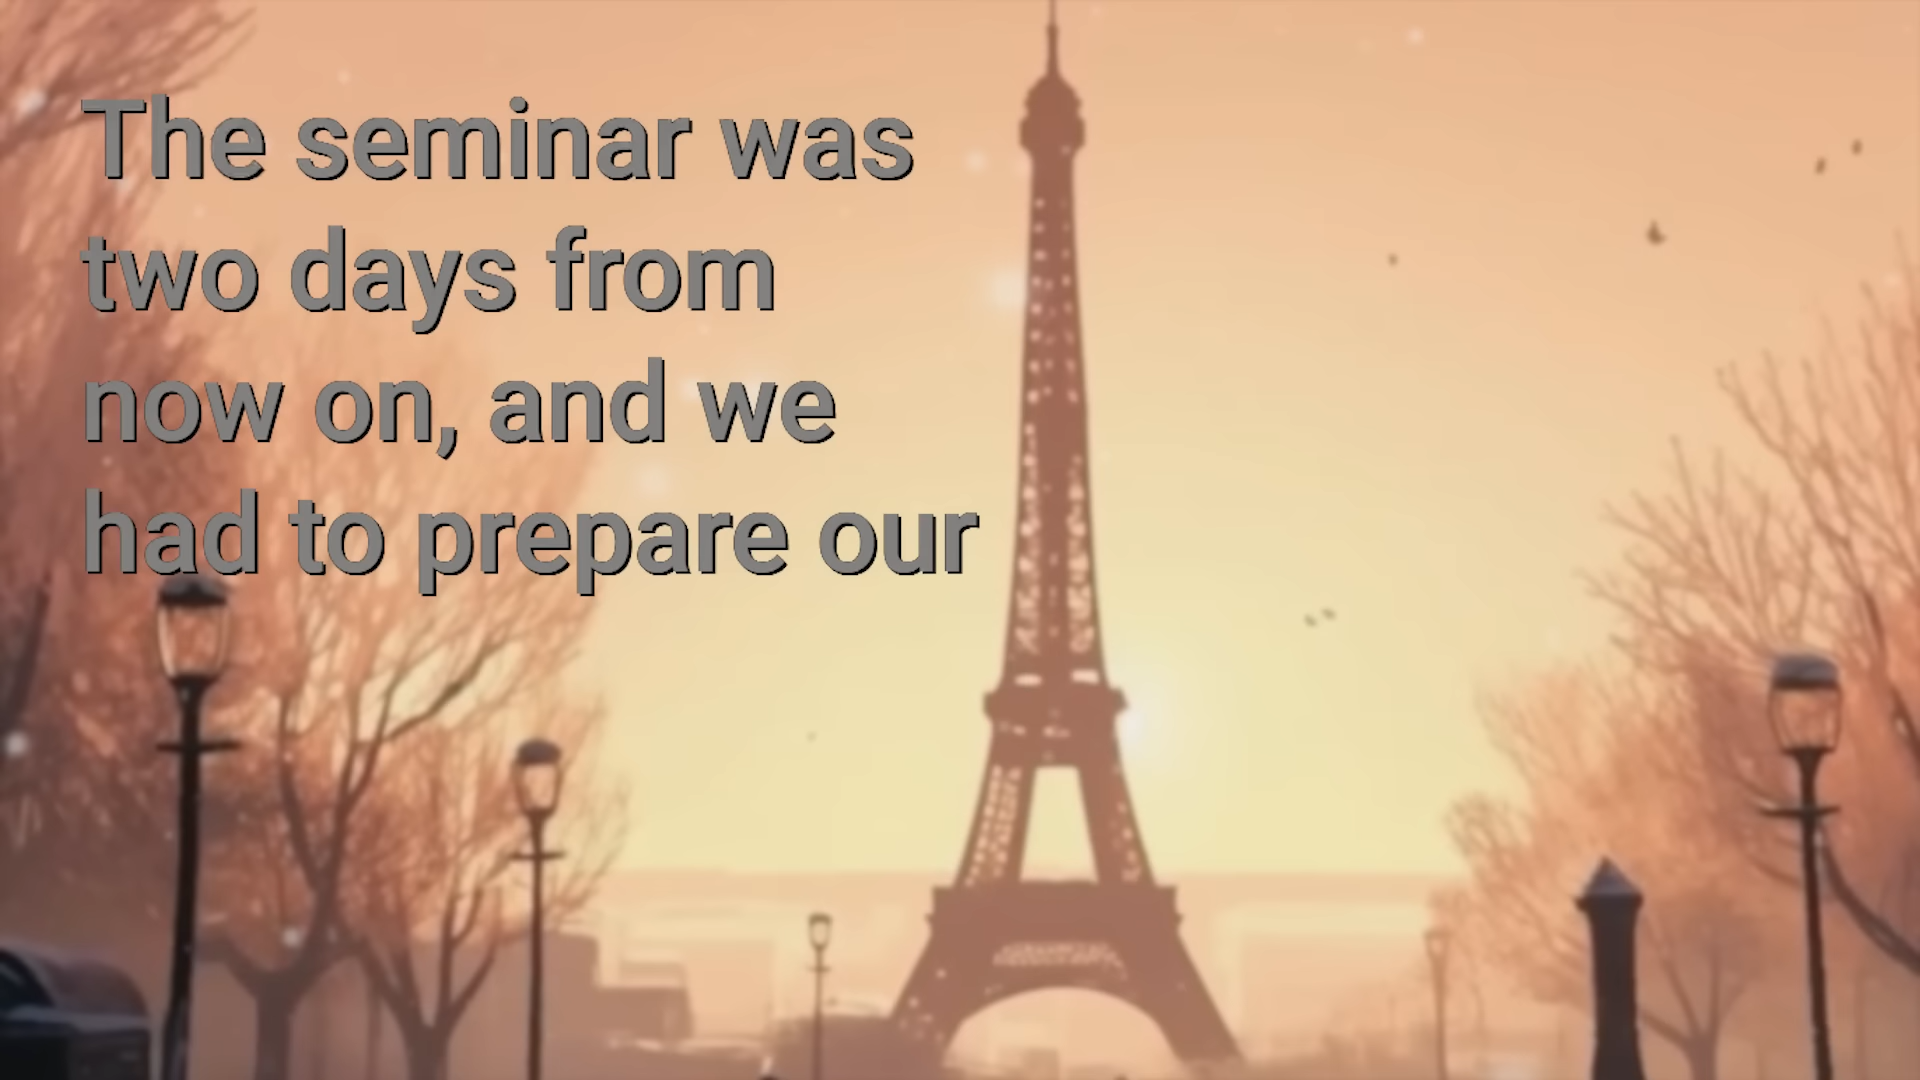 The seminar was
two days from
now on, and we
had to prepare our